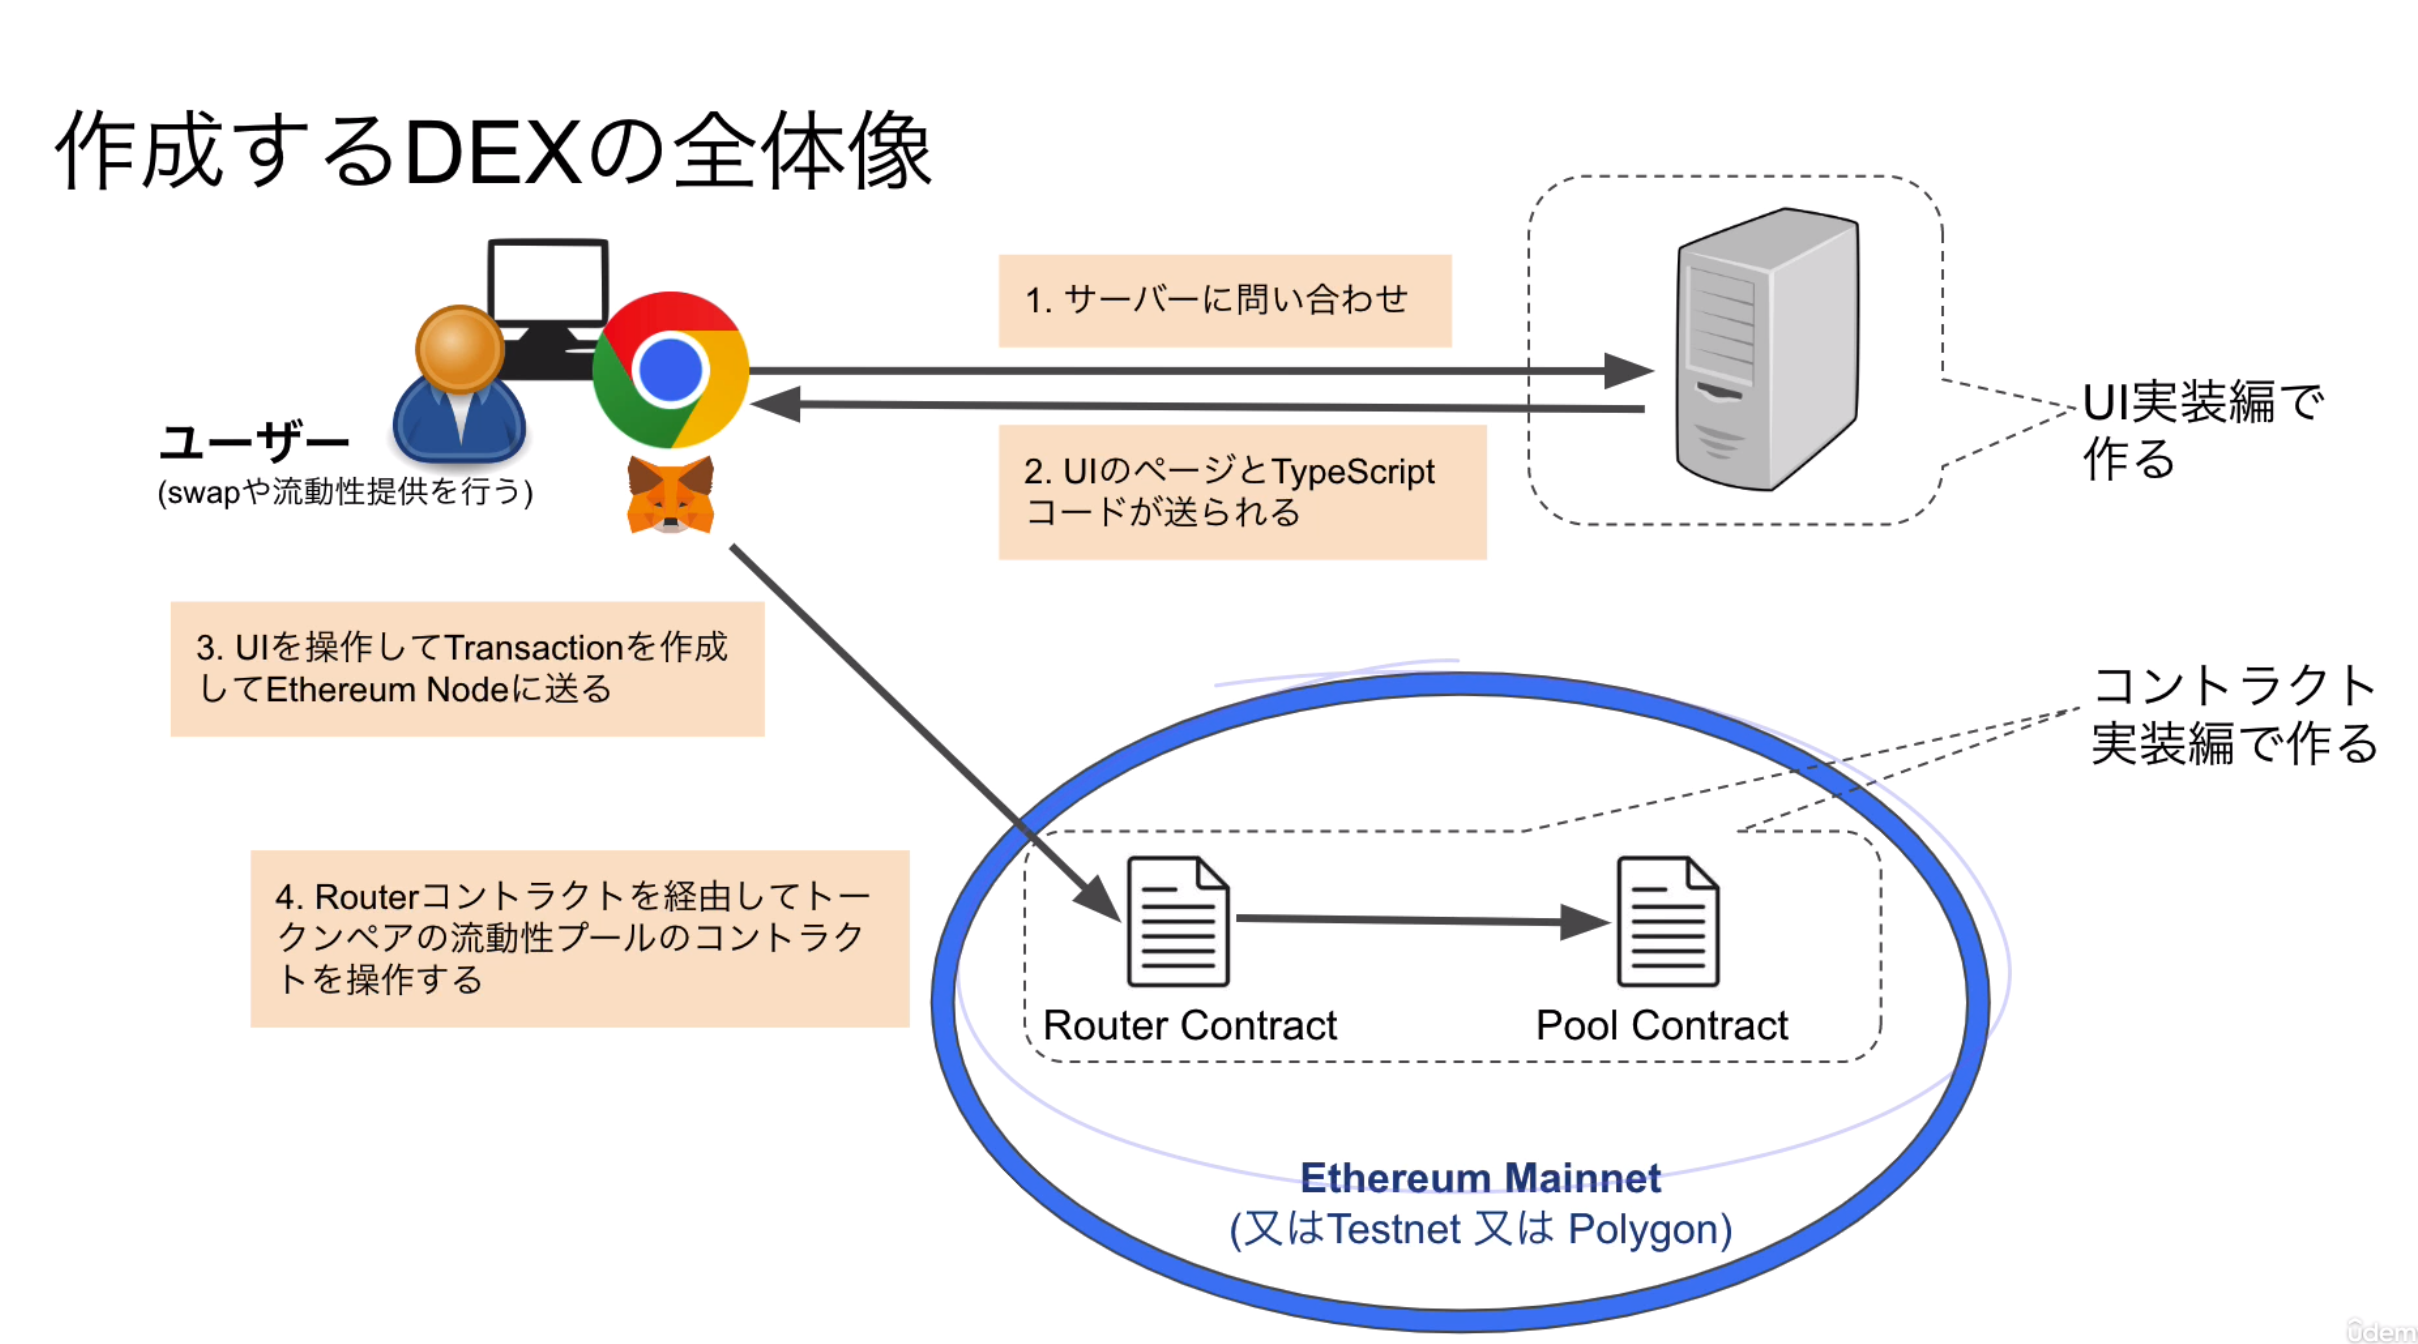 作成するDEXの全体像
1. サーバーに問い合わせ
ユーザー
(swapや流動性提供を行う)
2. UIのページとTypeScript
コードが送られる
UI実装編で
作る
3. UIを操作してTransactionを作成
してEthereum Nodeに送る
コントラクト
実装編で作る
4. Routerコントラクトを経由してトー
クンペアの流動性プールのコントラク
トを操作する
Router Contract
Pool Contract
Ethereum Mainnet
(又はTestnet 又は Polygon)
ûdemy